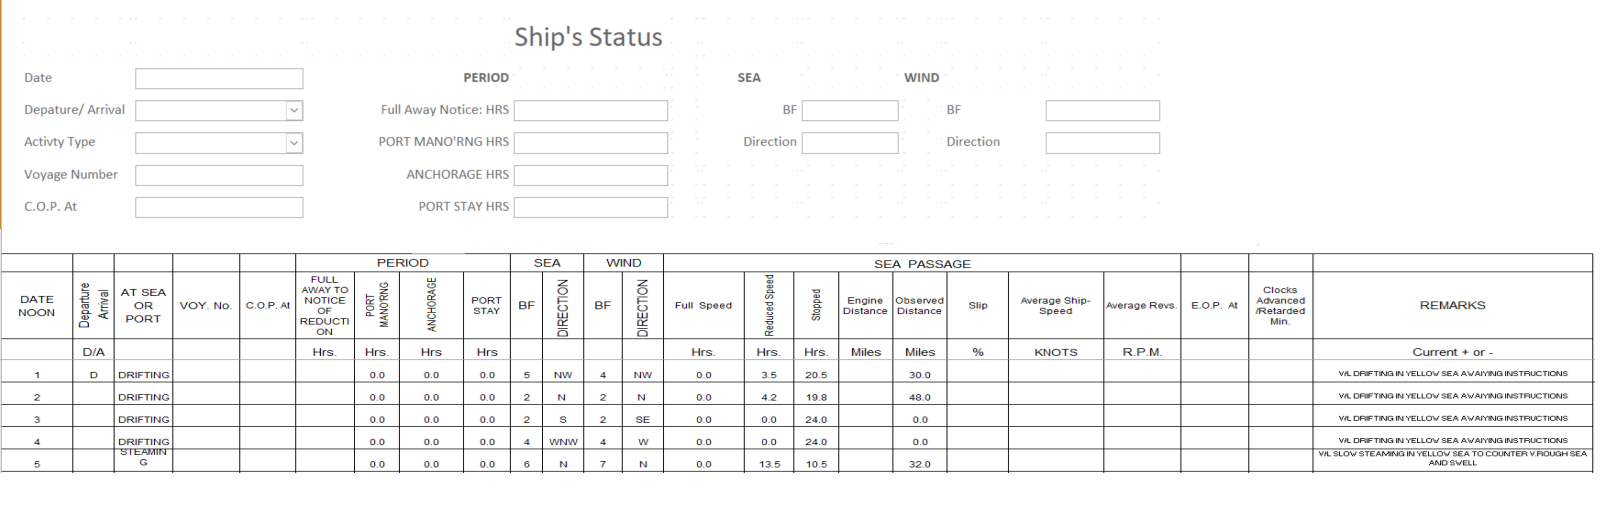 Ship's Status
Date
PERIOD
SEA
WIND
Depature/ Arrival
Full Away Notice: HRS
BF
BF
Activty Type
PORT MANO'RNG HRS
Direction
Direction
Voyage Number
ANCHORAGE HRS
C.O.P. At
PORT STAY HRS
PERIOD SEA WIND SEA PASSAGE
DATE NOON
Departure Arrival
AT SEA OR PORT
VOY. No.
C.O.P. At
FULL AWAY TO NOTICE OF REDUCTI ON
PORT MANO'RNG
ANCHORAGE
PORT STAY
BF
DIRECTION
BF
DIRECTION
Full Speed
Reduced Speed
Stopped
Engine Distance
Observed Distance
Slip
Average Ship- Speed
Average Revs.
E.O.P. At
Clocks Advanced /Retarded Min.
REMARKS
D/A Hrs. Hrs. Hrs Hrs Hrs. Hrs. Hrs. Miles Miles % KNOTS R.P.M. Current + or -
1 D DRIFTING 0.0 0.0 0.0 5 NW 4 NW 0.0 3.5 20.5 30.0 V/L DRIFTING IN YELLOW SEA AWAIYING INSTRUCTIONS
2 DRIFTING 0.0 0.0 0.0 2 N 2 N 0.0 4.2 19.8 48.0 V/L DRIFTING IN YELLOW SEA AWAIYING INSTRUCTIONS
3 DRIFTING 0.0 0.0 0.0 2 S 2 SE 0.0 0.0 24.0 0.0 V/L DRIFTING IN YELLOW SEA AWAIYING INSTRUCTIONS
4 DRIFTING 0.0 0.0 0.0 4 WNW 4 W 0.0 0.0 24.0 0.0 V/L DRIFTING IN YELLOW SEA AWAIYING INSTRUCTIONS
5 STEAMIN G 0.0 0.0 0.0 6 N 7 N 0.0 13.5 10.5 32.0 V/L SLOW STEAMING IN YELLOW SEA TO COUNTER V.ROUGH SEA AND SWELL